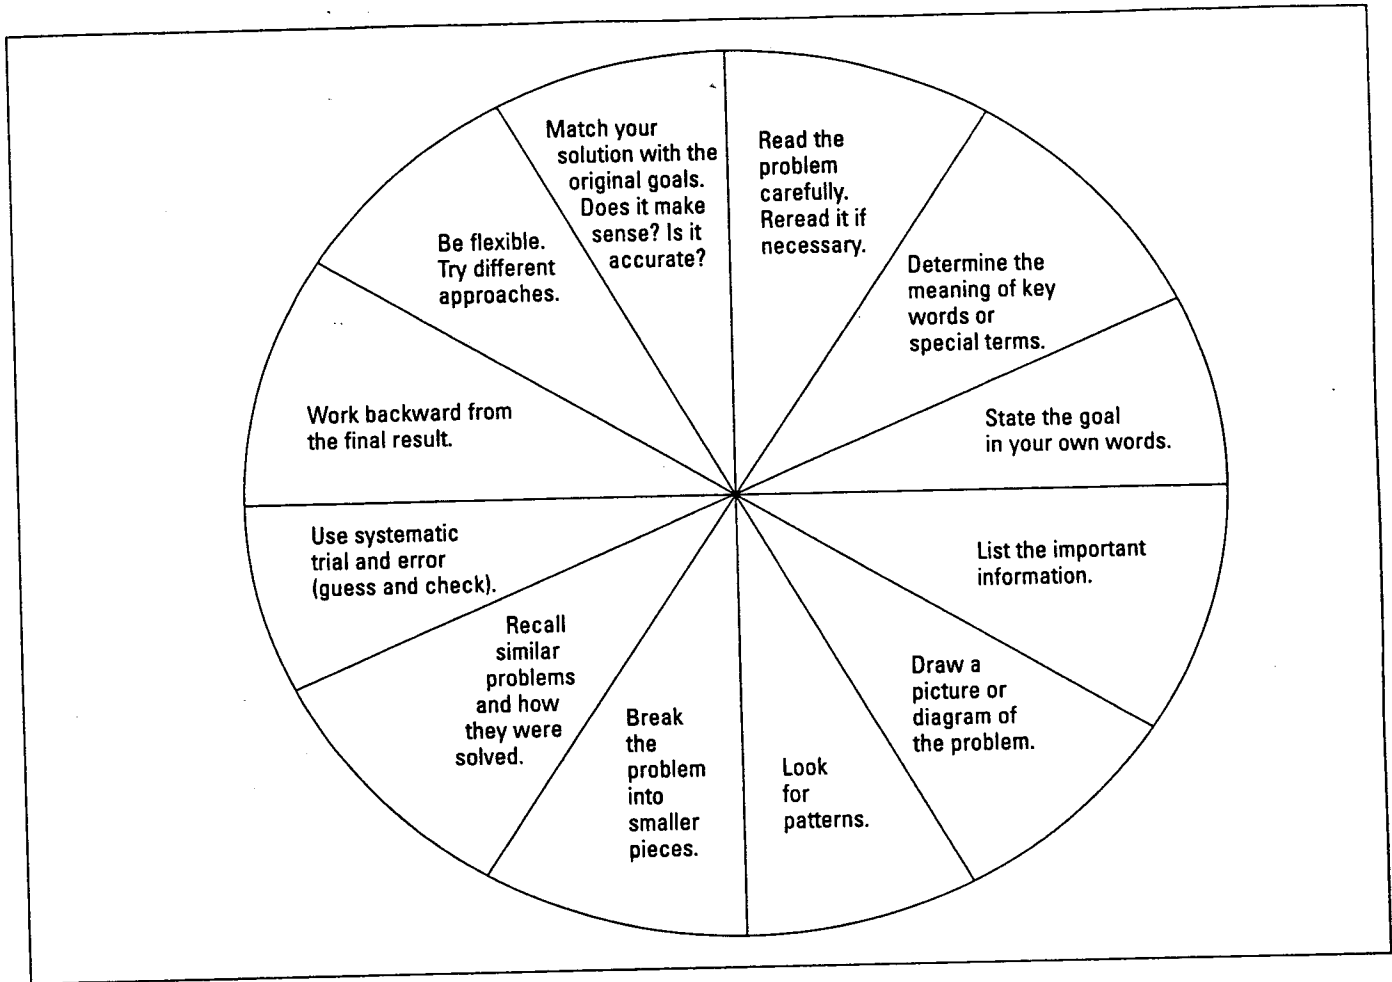 Read the
problem
carefully.
Reread it if
necessary.
Determine the
meaning of key
words or
special terms.
State the goal
in your own words.
List the important
information.
Draw a
picture or
diagram of
the problem.
Look
for
patterns.
Break
the
problem
into
smaller
pieces.
Recall
similar
problems
and how
they were
solved.
Use systematic
trial and error
(guess and check).
Work backward from
the final result.
Be flexible.
Try different
approaches.
Match your
solution with the
original goals.
Does it make
sense? Is it
accurate?